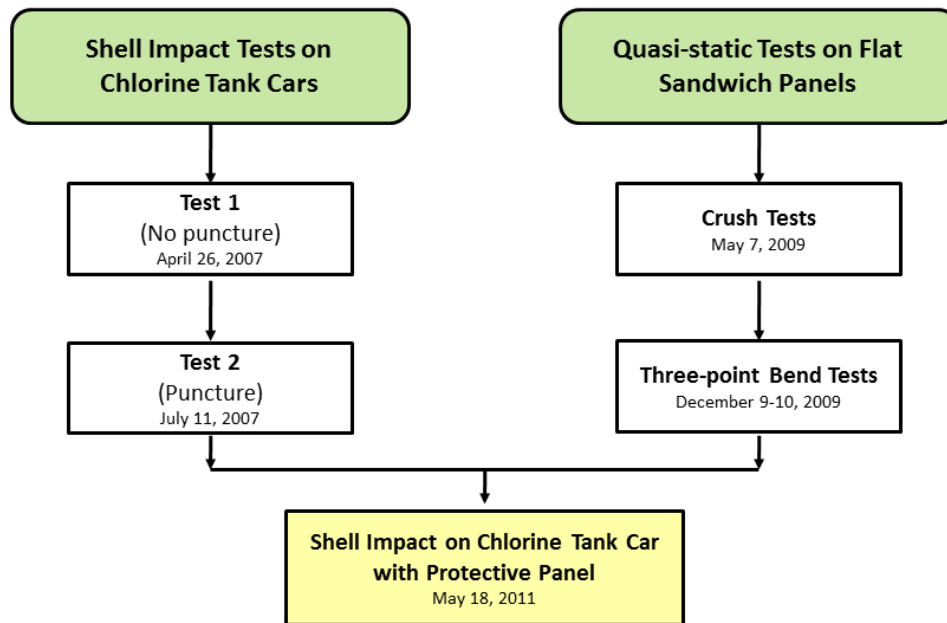 Shell Impact Tests on
Chlorine Tank Cars
Test 1
(No puncture)
April 26, 2007
Test 2
(Puncture)
July 11, 2007
Quasi-static Tests on Flat
Sandwich Panels
Crush Tests
May 7, 2009
Three-point Bend Tests
December 9-10, 2009
Shell Impact on Chlorine Tank Car
with Protective Panel
May 18, 2011